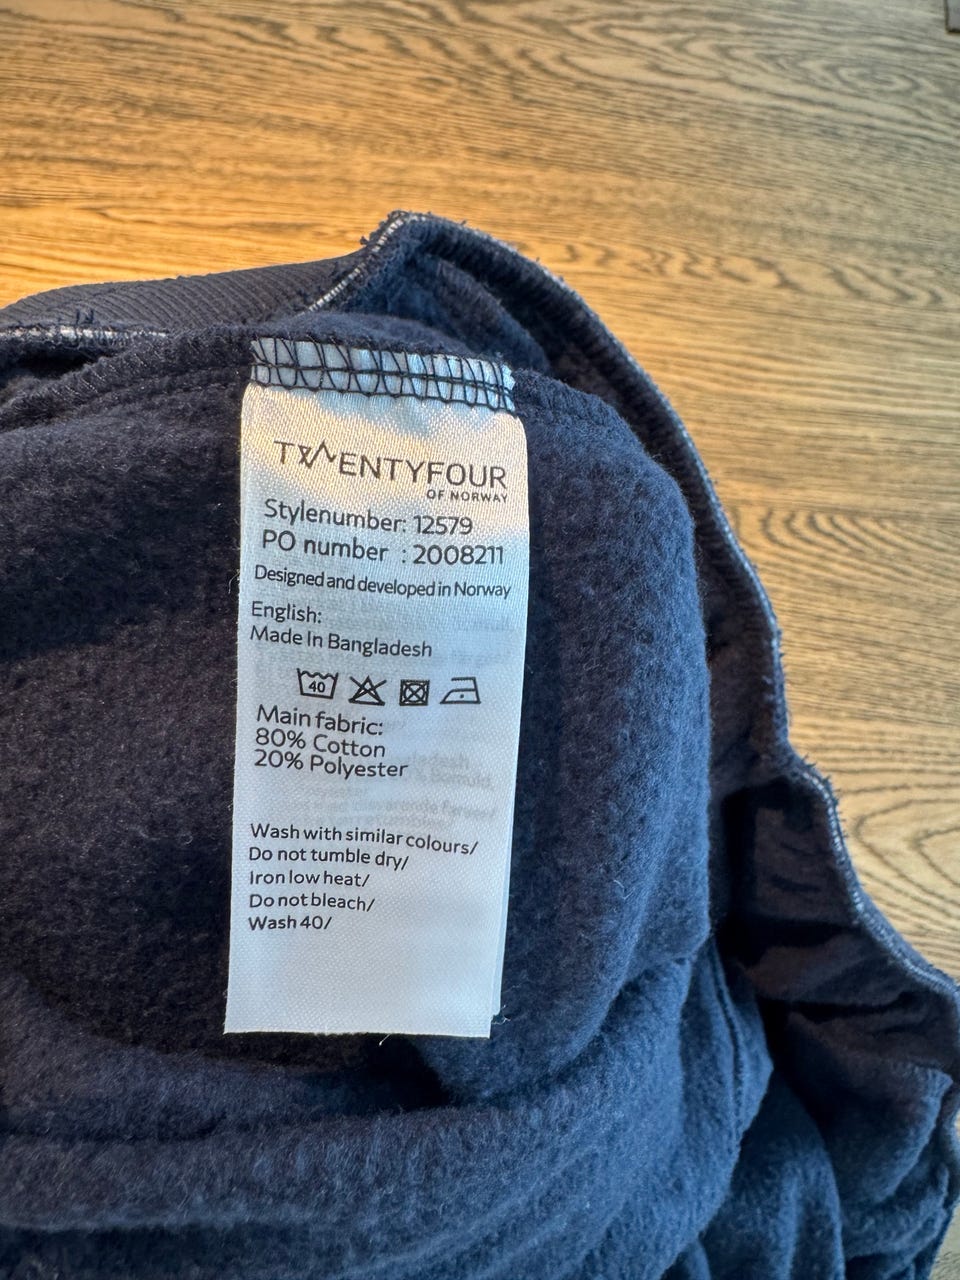 TWENTYFOUR
OF NORWAY
Stylenumber: 12579
PO number : 2008211
Designed and developed in Norway
English:
Made In Bangladesh
40
Main fabric:
80% Cotton
20% Polyester
Wash with similar colours/
Do not tumble dry/
Iron low heat/
Do not bleach/
Wash 40/